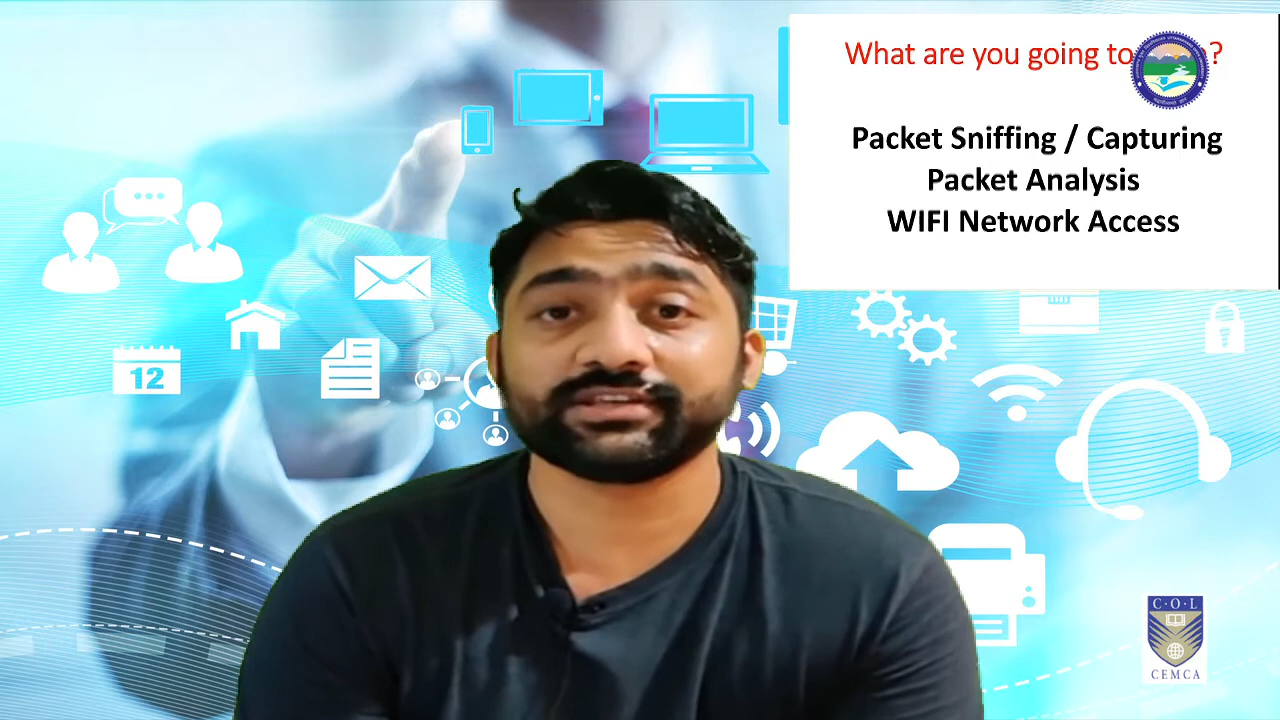 What are you going to ?
Packet Sniffing / Capturing
Packet Analysis
WIFI Network Access
12
C·O·L
CEMCA